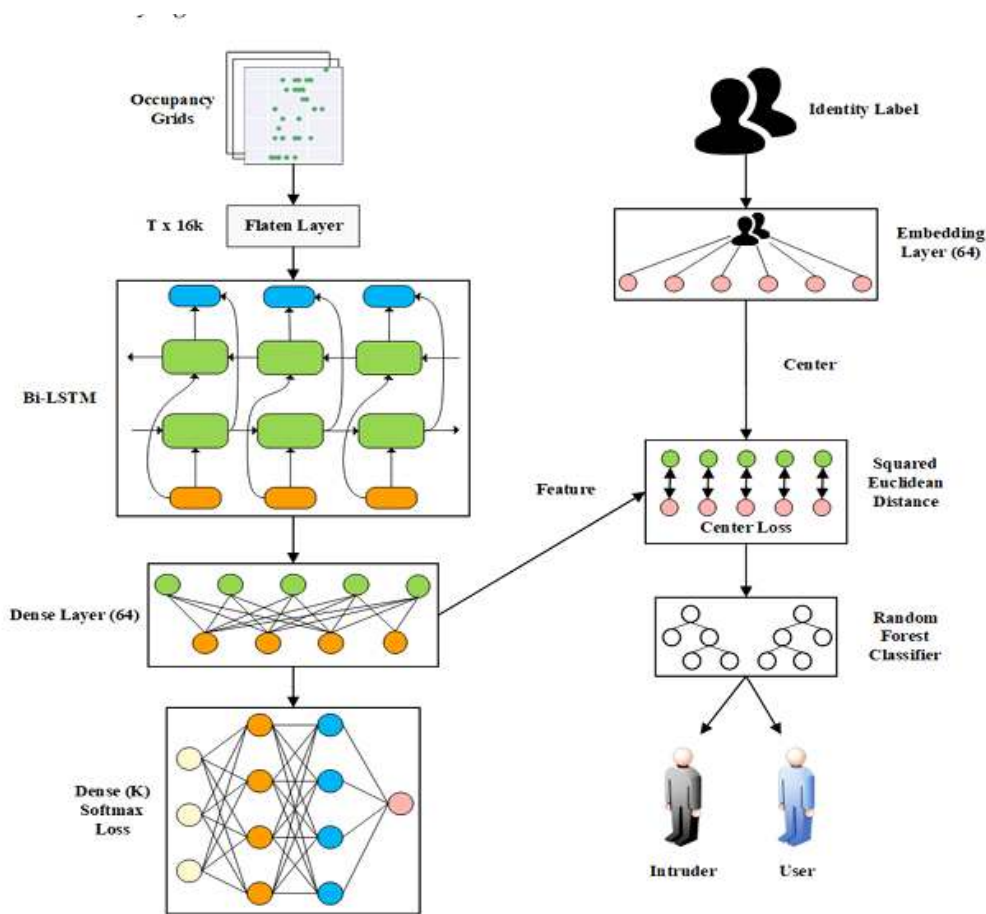 Occupancy
Grids
T x 16k
Flaten Layer
Bi-LSTM
Dense Layer (64)
Dense (K)
Softmax
Loss
Identity Label
Embedding
Layer (64)
Center
Feature
Squared
Euclidean
Distance
Center Loss
Random
Forest
Classifier
Intruder
User